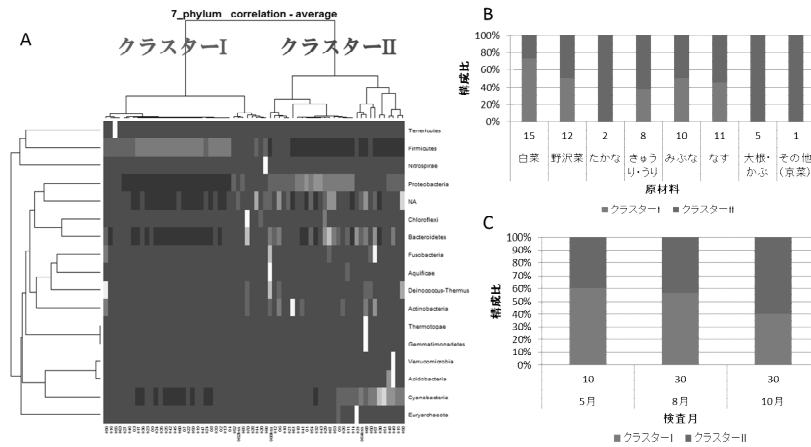 A
7_phylum correlation - average
クラスターI
クラスターII
Tenericutes
Firmicutes
Nitrospirae
Proteobacteria
NA
Chloroflexi
Bacteroidetes
Fusobacteria
Aquificae
Deinococcus-Thermus
Actinobacteria
Thermotogae
Gemmatimonadetes
Verrucomicrobia
Acidobacteria
Cyanobacteria
Euryarchaeota
B
構成比
100%
80%
60%
40%
20%
0%
15
12
2
8
10
11
5
1
白菜
野沢菜
たかな
きゅうり・うり
みぶな
なす
大根・かぶ
その他(京菜)
原材料
クラスターI
クラスターII
C
構成比
100%
90%
80%
70%
60%
50%
40%
30%
20%
10%
0%
10
30
30
5月
8月
10月
検査月
クラスターI
クラスターII